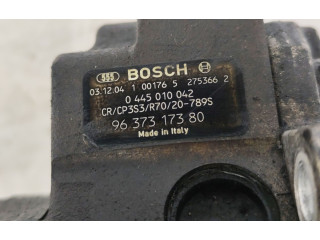 SSS BOSCH
03.12.04 1 00176 5 275366 2
0 445 010 042
CR/CP3S3/R70/20-789S
96 373 173 80
Made in Italy